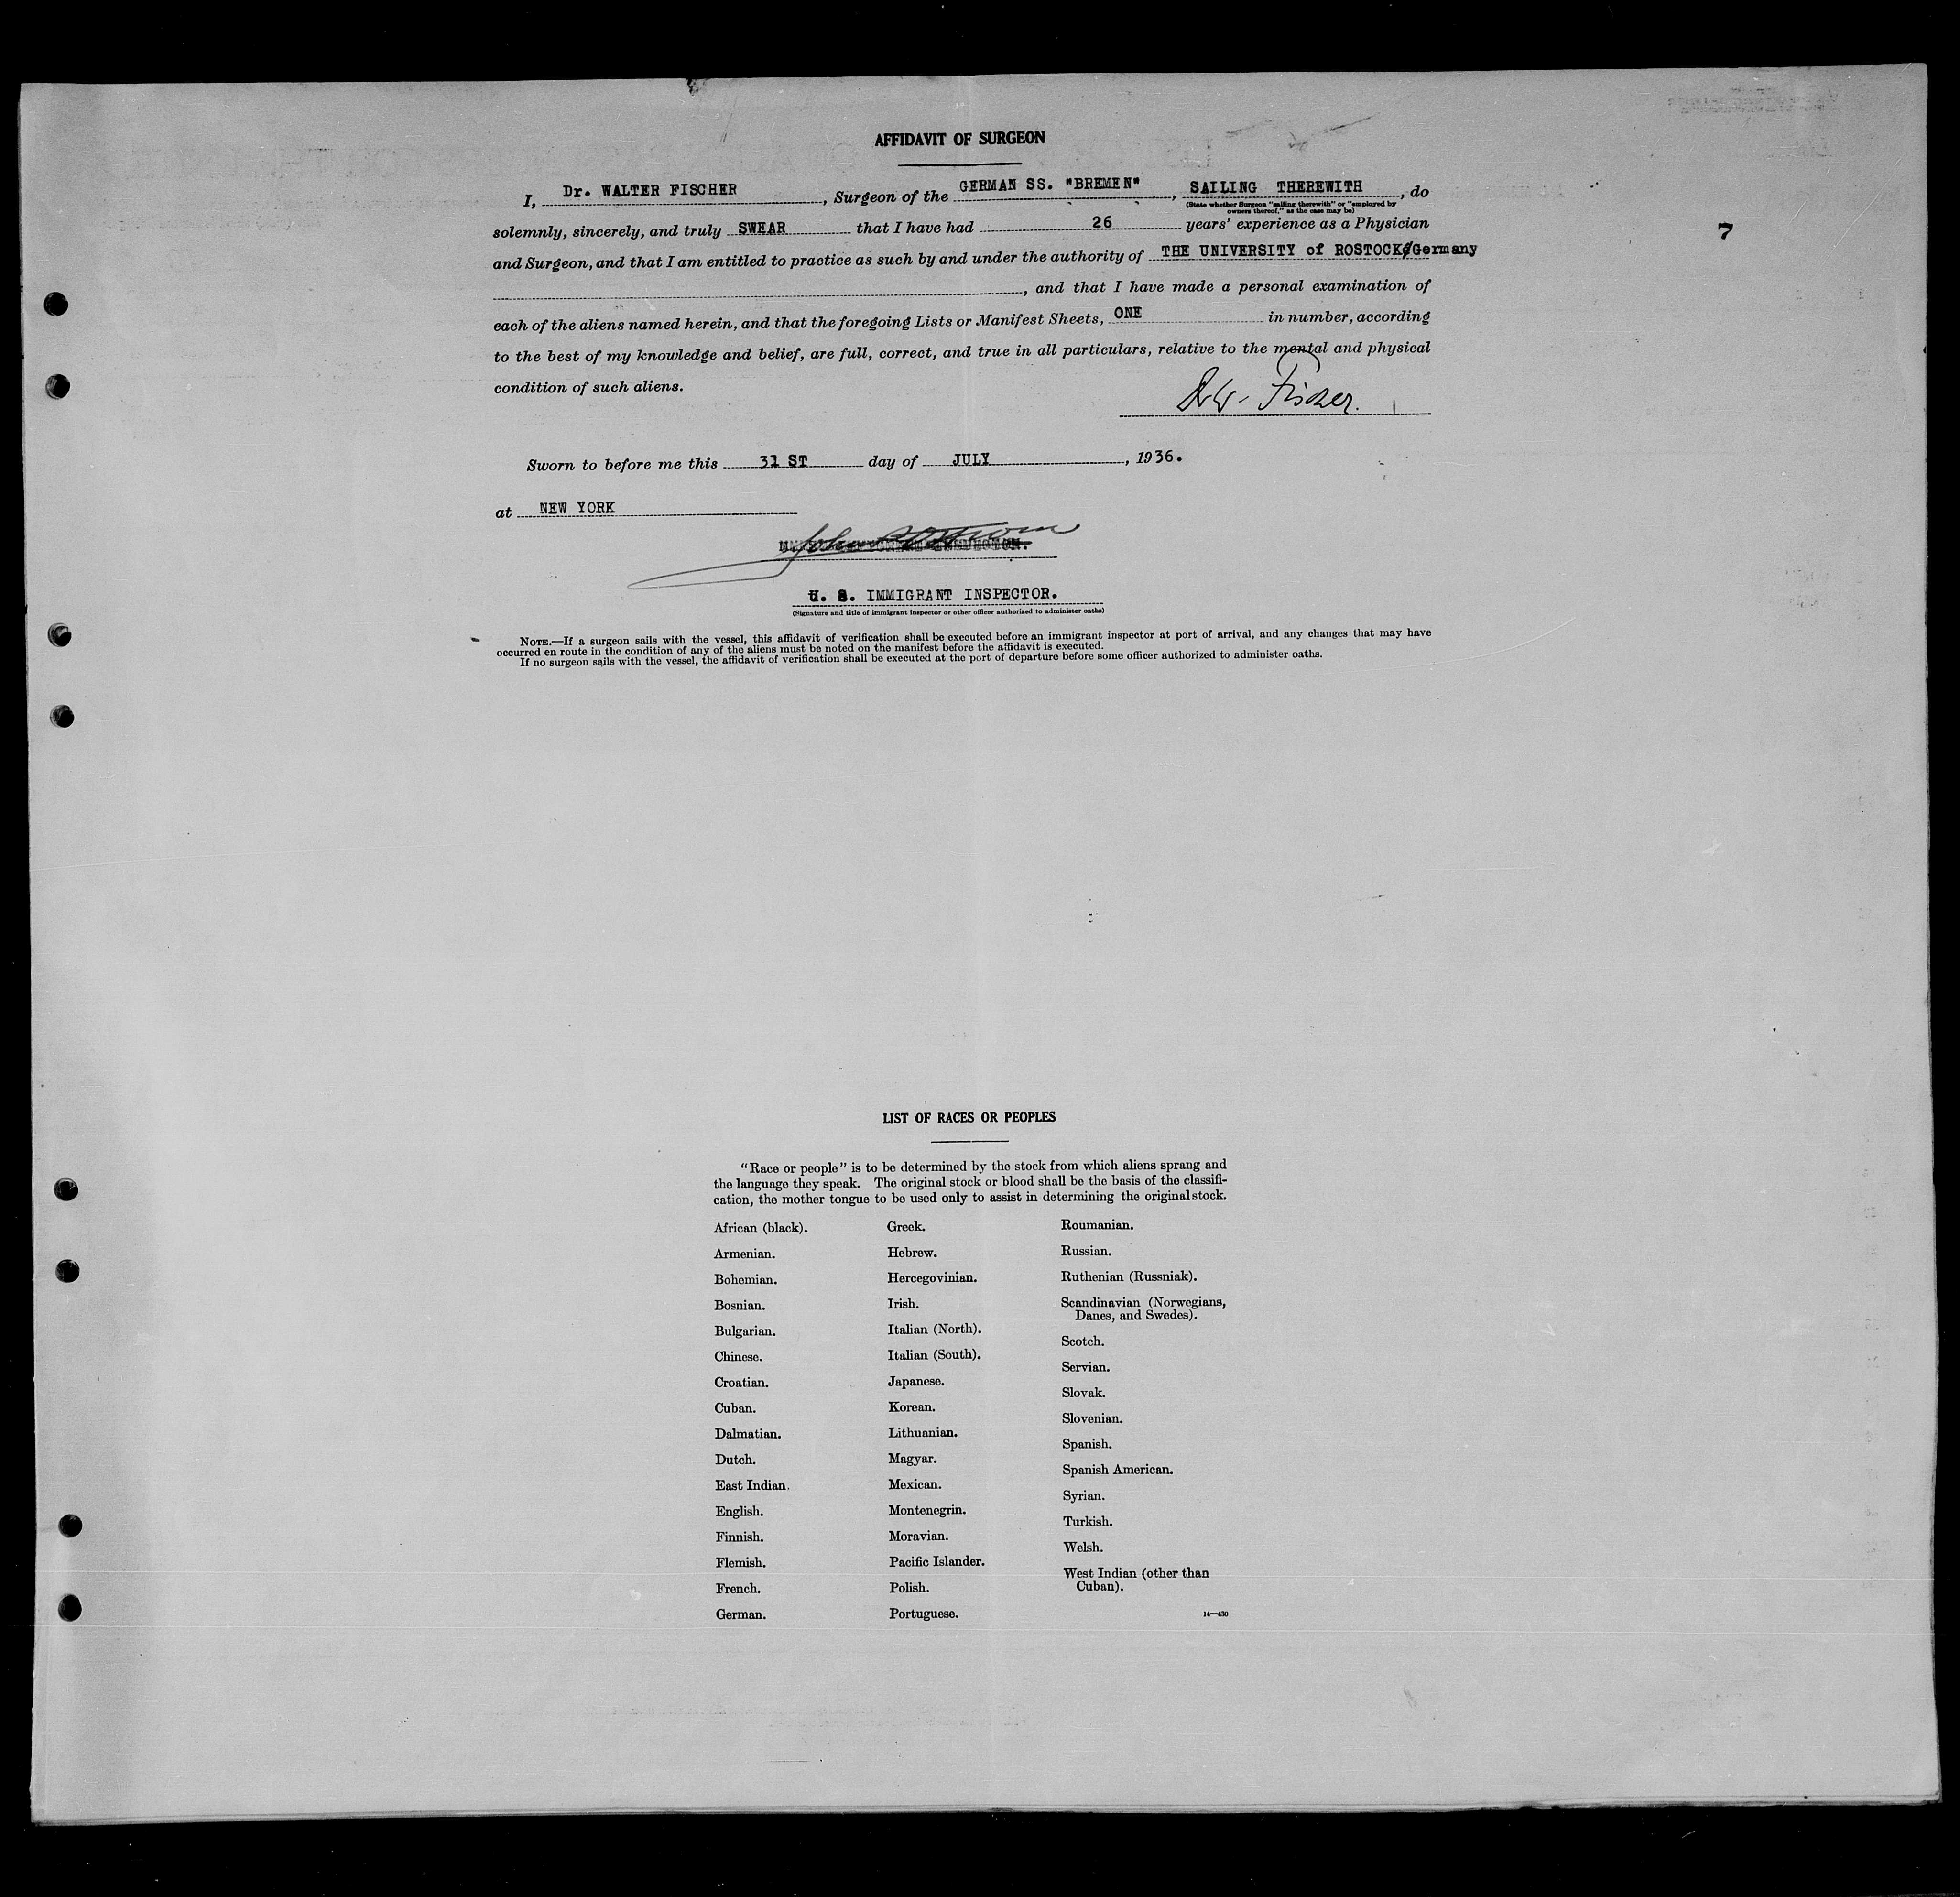 AFFIDAVIT OF SURGEON
I, Dr. WALTER FISCHER, Surgeon of the GERMAN SS. "BREMEN", SAILING THEREWITH, do
(State whether Surgeon "sailing therewith" or "employed by
owners thereof," as the case may be)
solemnly, sincerely, and truly SWEAR that I have had 26 years' experience as a Physician
7
and Surgeon, and that I am entitled to practice as such by and under the authority of THE UNIVERSITY of ROSTOCK/Germany
, and that I have made a personal examination of
each of the aliens named herein, and that the foregoing Lists or Manifest Sheets, ONE in number, according
to the best of my knowledge and belief, are full, correct, and true in all particulars, relative to the mental and physical
condition of such aliens.
Fischer.
Sworn to before me this 31 ST day of JULY, 1936.
at NEW YORK
John
U. S. IMMIGRANT INSPECTOR.
(Signature and title of immigrant inspector or other officer authorized to administer oaths)
NOTE.—If a surgeon sails with the vessel, this affidavit of verification shall be executed before an immigrant inspector at port of arrival, and any changes that may have
occurred en route in the condition of any of the aliens must be noted on the manifest before the affidavit is executed.
If no surgeon sails with the vessel, the affidavit of verification shall be executed at the port of departure before some officer authorized to administer oaths.
LIST OF RACES OR PEOPLES
"Race or people" is to be determined by the stock from which aliens sprang and
the language they speak. The original stock or blood shall be the basis of the classifi-
cation, the mother tongue to be used only to assist in determining the original stock.
African (black).
Armenian.
Bohemian.
Bosnian.
Bulgarian.
Chinese.
Croatian.
Cuban.
Dalmatian.
Dutch.
East Indian.
English.
Finnish.
Flemish.
French.
German.
Greek.
Hebrew.
Hercegovinian.
Irish.
Italian (North).
Italian (South).
Japanese.
Korean.
Lithuanian.
Magyar.
Mexican.
Montenegrin.
Moravian.
Pacific Islander.
Polish.
Portuguese.
Roumanian.
Russian.
Ruthenian (Russniak).
Scandinavian (Norwegians,
Danes, and Swedes).
Scotch.
Servian.
Slovak.
Slovenian.
Spanish.
Spanish American.
Syrian.
Turkish.
Welsh.
West Indian (other than
Cuban).
14—430